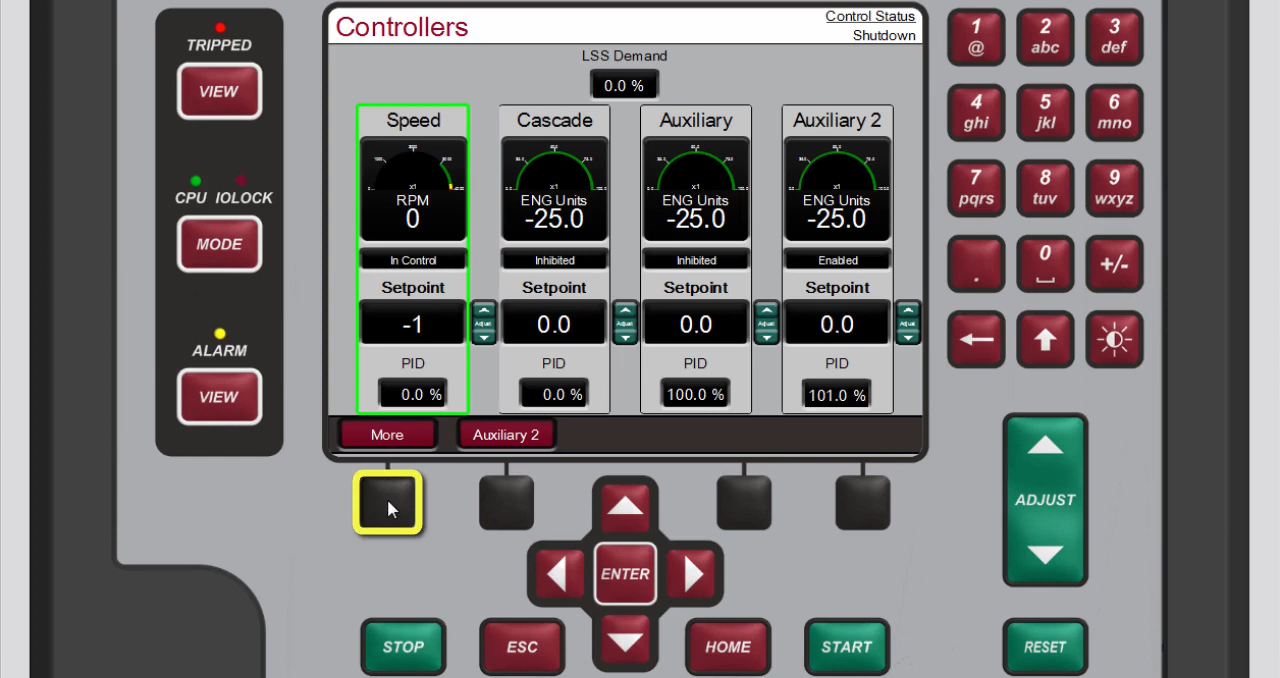 TRIPPED
VIEW
CPU IOLOCK
MODE
ALARM
VIEW
Controllers
Control Status
Shutdown
LSS Demand
0.0 %
Speed
x1
RPM
0
In Control
Setpoint
-1
PID
0.0 %
Adjust
Cascade
x1
ENG Units
-25.0
Inhibited
Setpoint
0.0
PID
0.0 %
Adjust
Auxiliary
x1
ENG Units
-25.0
Inhibited
Setpoint
0.0
PID
100.0 %
Adjust
Auxiliary 2
x1
ENG Units
-25.0
Enabled
Setpoint
0.0
PID
101.0 %
Adjust
More
Auxiliary 2
ENTER
STOP
ESC
HOME
START
1
@
2
abc
3
def
4
ghi
5
jkl
6
mno
7
pqrs
8
tuv
9
wxyz
.
0
+/-
ADJUST
RESET